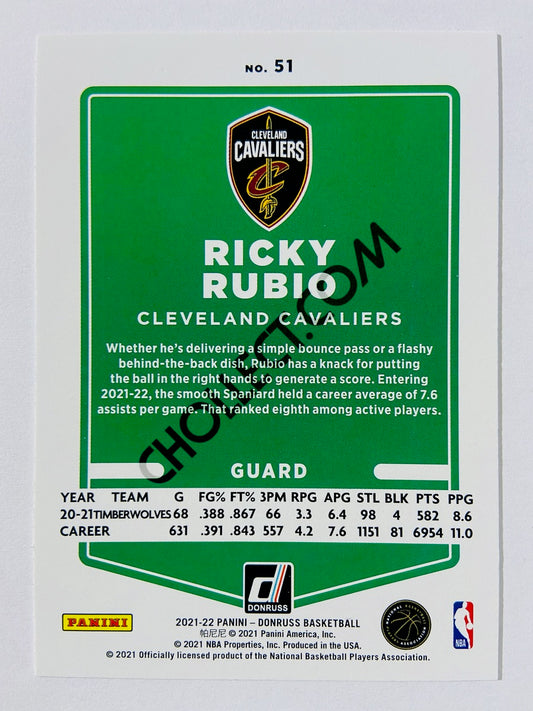 NO. 51
CLEVELAND
CAVALIERS
C
RICKY
RUBIO
CLEVELAND CAVALIERS
Whether he's delivering a simple bounce pass or a flashy
behind-the-back dish, Rubio has a knack for putting
the ball in the right hands to generate a score. Entering
2021-22, the smooth Spaniard held a career average of 7.6
assists per game. That ranked eighth among active players.
CHOLLECT.COM
GUARD
YEAR TEAM G FG% FT% 3PM RPG APG STL BLK PTS PPG
20-21 TIMBERWOLVES 68 .388 .867 66 3.3 6.4 98 4 582 8.6
CAREER 631 .391 .843 557 4.2 7.6 1151 81 6954 11.0
DONRUSS
PANINI
2021-22 PANINI – DONRUSS BASKETBALL
帕尼尼 © 2021 Panini America, Inc.
© 2021 NBA Properties, Inc. Produced in the USA.
© 2021 Officially licensed product of the National Basketball Players Association.
NBA